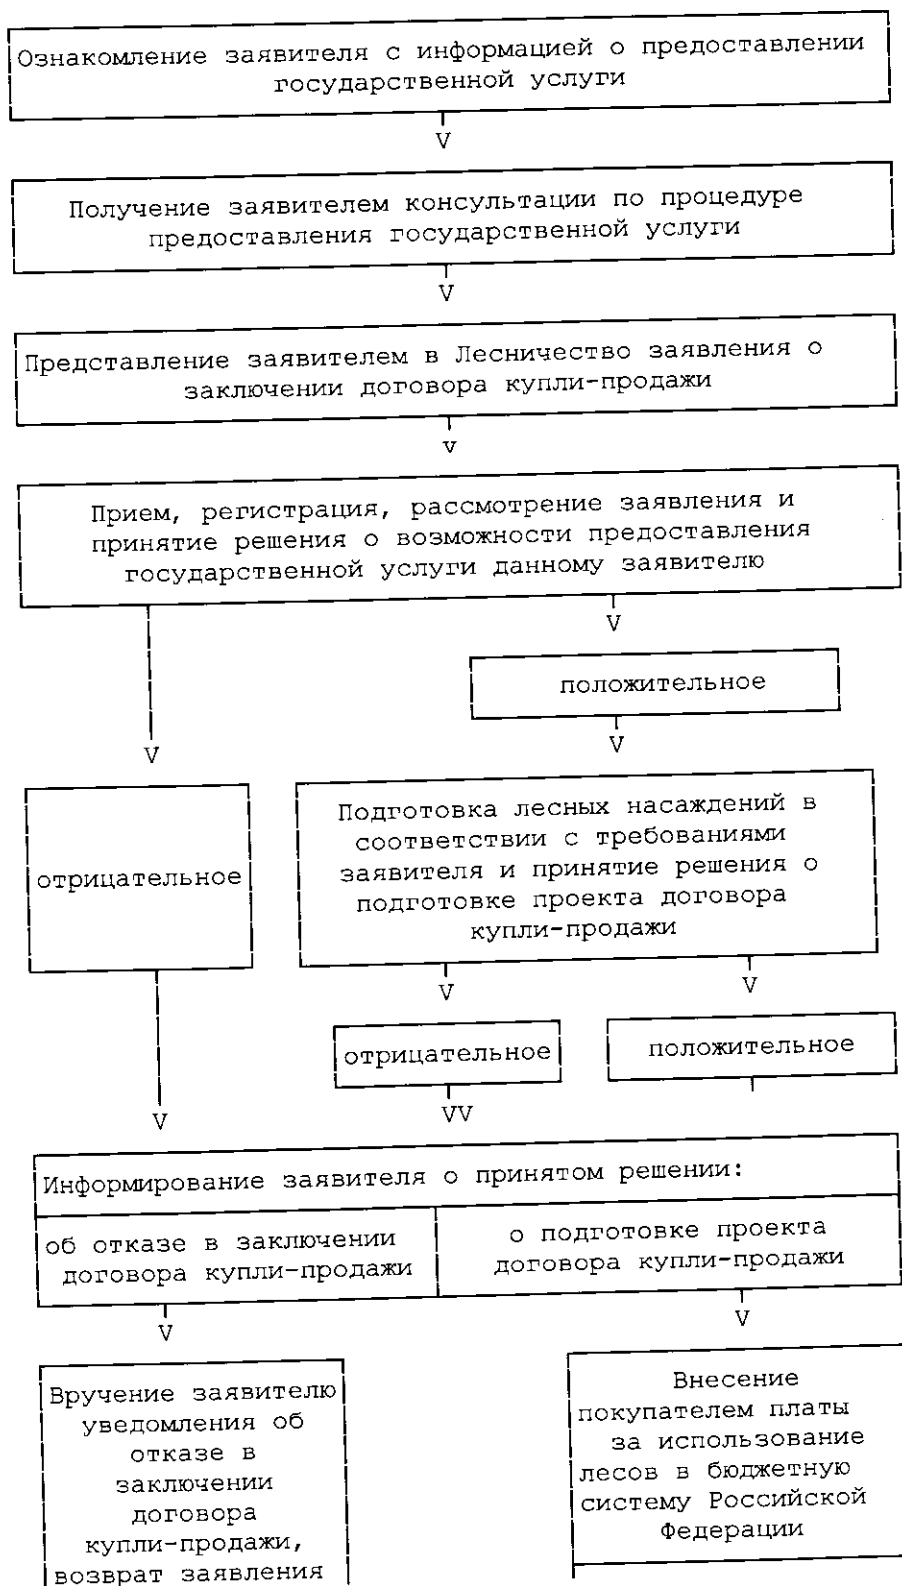 Ознакомление заявителя с информацией о предоставлении
государственной услуги
V
Получение заявителем консультации по процедуре
предоставления государственной услуги
V
Представление заявителем в Лесничество заявления о
заключении договора купли-продажи
v
Прием, регистрация, рассмотрение заявления и
принятие решения о возможности предоставления
государственной услуги данному заявителю
V
положительное
V
V
Подготовка лесных насаждений в
соответствии с требованиями
заявителя и принятие решения о
подготовке проекта договора
купли-продажи
отрицательное
V
V
отрицательное
положительное
VV
V
Информирование заявителя о принятом решении:
об отказе в заключении
договора купли-продажи
о подготовке проекта
договора купли-продажи
V
V
Вручение заявителю
уведомления об
отказе в
заключении
договора
купли-продажи,
возврат заявления
Внесение
покупателем платы
за использование
лесов в бюджетную
систему Российской
Федерации